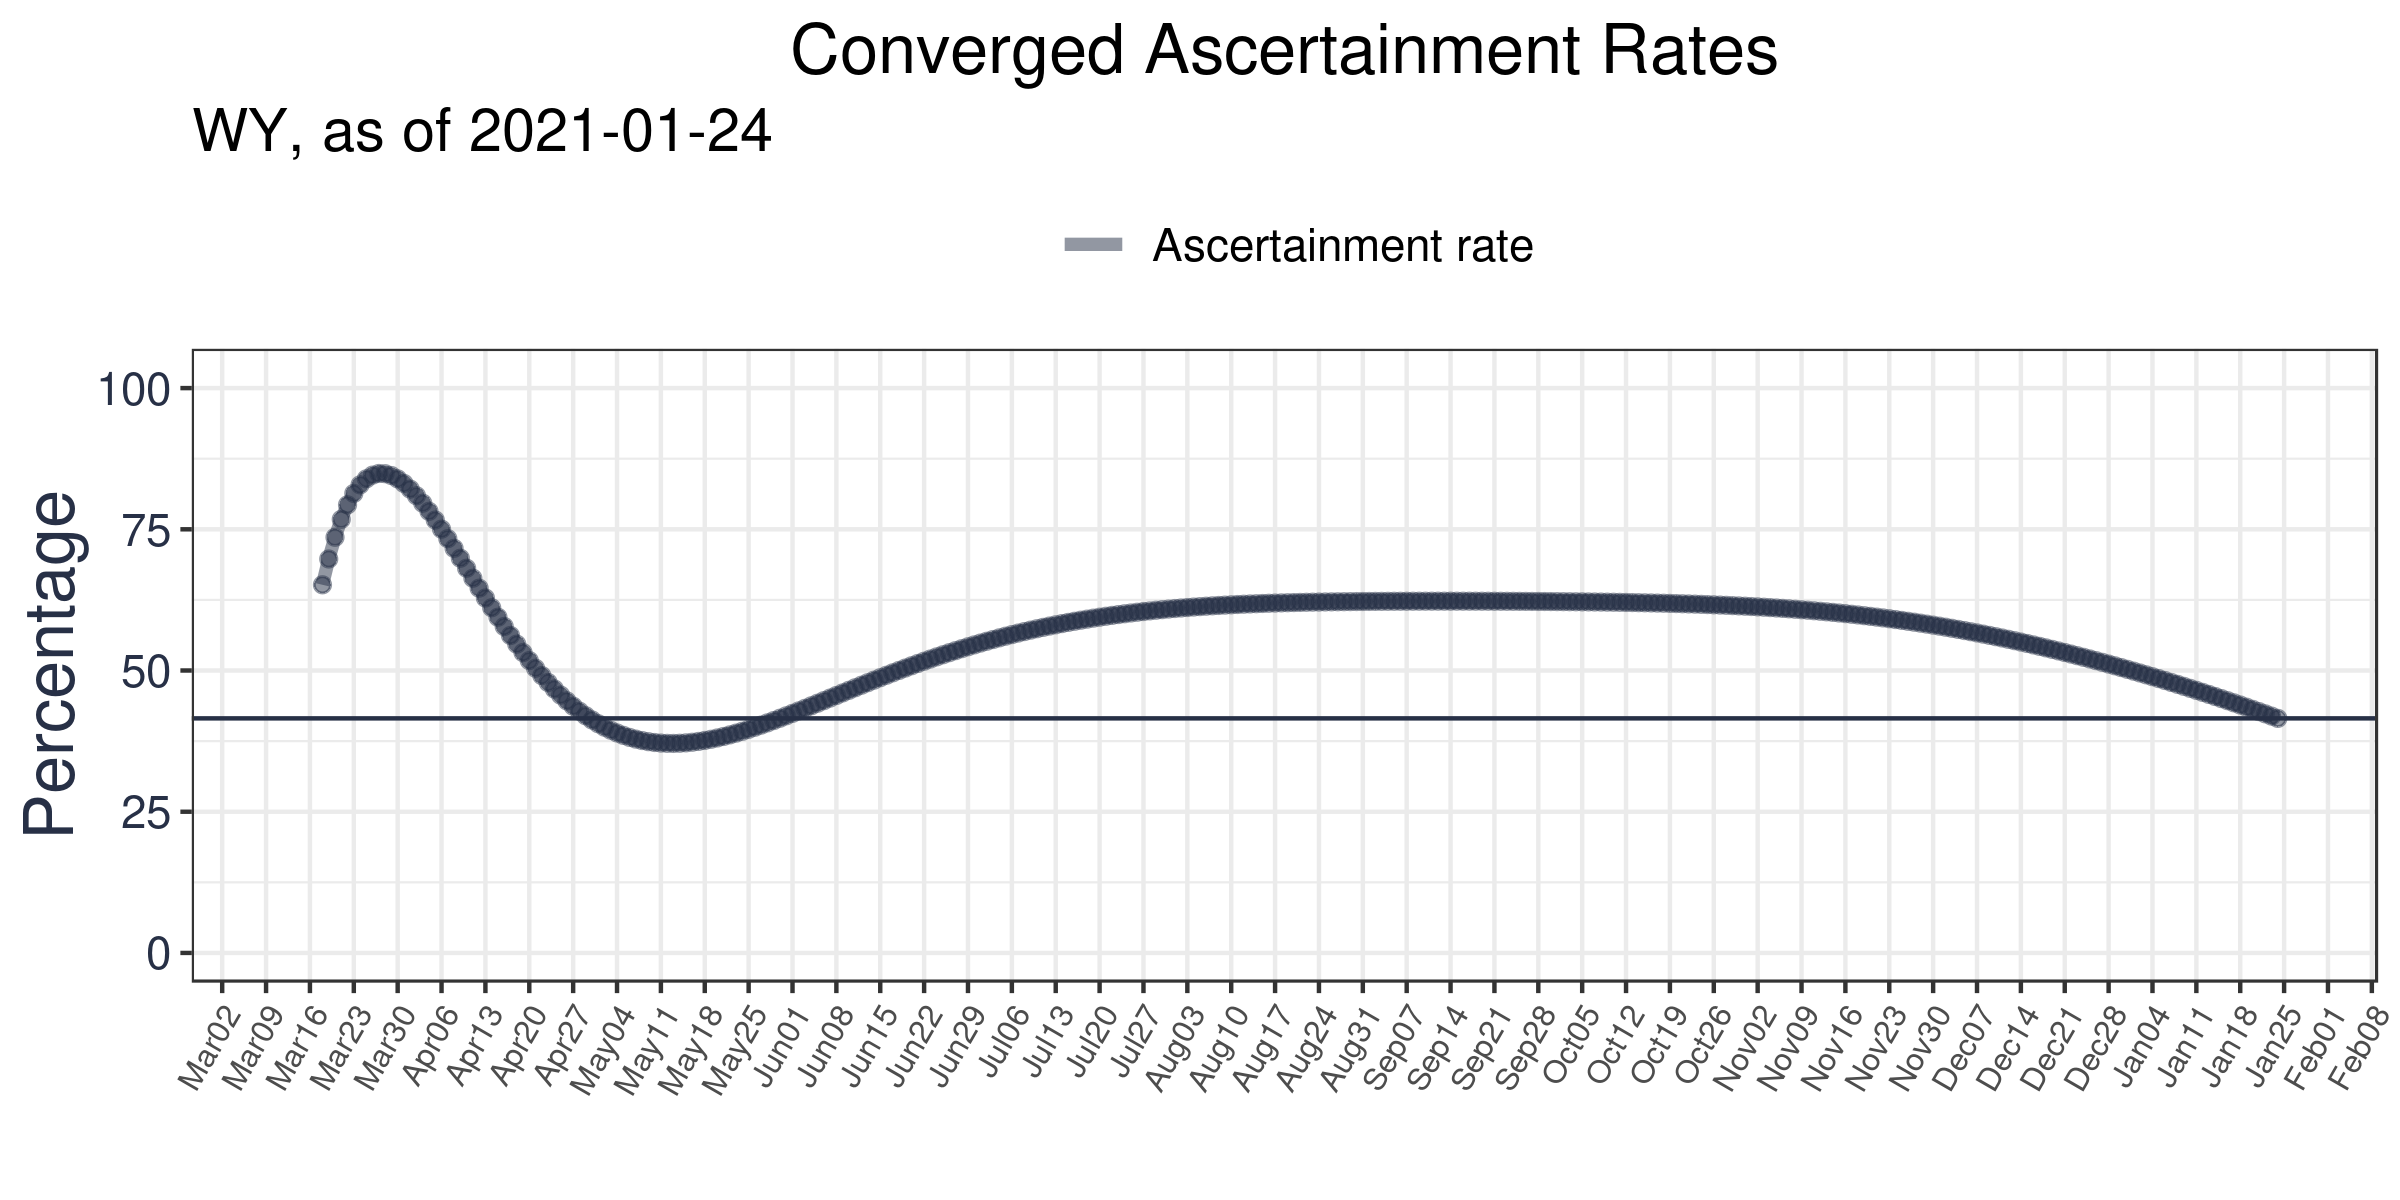 Converged Ascertainment Rates
WY, as of 2021-01-24
Ascertainment rate
Percentage
100
75
50
25
0
Mar02 Mar09 Mar16 Mar23 Mar30 Apr06 Apr13 Apr20 Apr27 May04 May11 May18 May25 Jun01 Jun08 Jun15 Jun22 Jun29 Jul06 Jul13 Jul20 Jul27 Aug03 Aug10 Aug17 Aug24 Aug31 Sep07 Sep14 Sep21 Sep28 Oct05 Oct12 Oct19 Oct26 Nov02 Nov09 Nov16 Nov23 Nov30 Dec07 Dec14 Dec21 Dec28 Jan04 Jan11 Jan18 Jan25 Feb01 Feb08